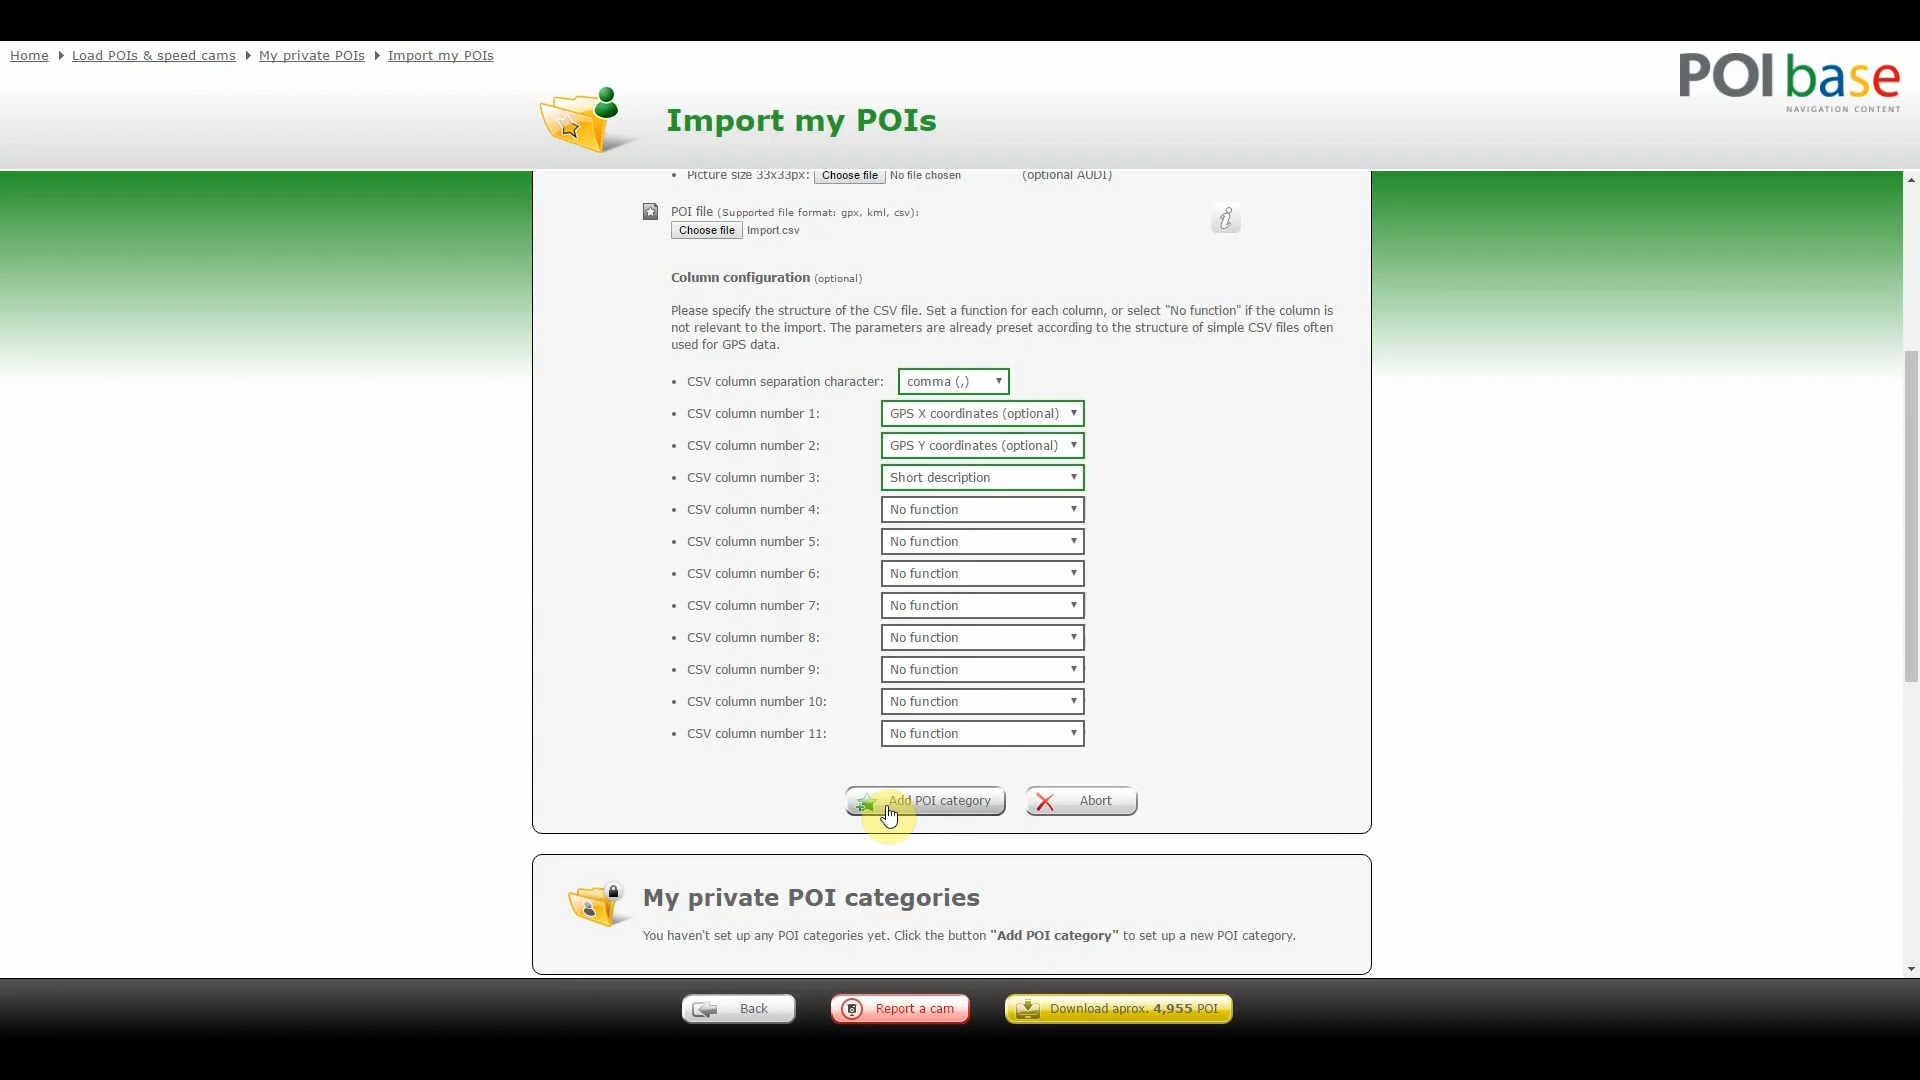 Home Load POIs & speed cams My private POIs Import my POIs
POIbase
NAVIGATION CONTENT
Import my POIs
Picture size 33x33px: Choose file No file chosen (optional AUDI)
POI file (Supported file format: gpx, kml, csv):
Choose file Import.csv
Column configuration (optional)
Please specify the structure of the CSV file. Set a function for each column, or select "No function" if the column is
not relevant to the import. The parameters are already preset according to the structure of simple CSV files often
used for GPS data.
CSV column separation character: comma (,)
CSV column number 1: GPS X coordinates (optional)
CSV column number 2: GPS Y coordinates (optional)
CSV column number 3: Short description
CSV column number 4: No function
CSV column number 5: No function
CSV column number 6: No function
CSV column number 7: No function
CSV column number 8: No function
CSV column number 9: No function
CSV column number 10: No function
CSV column number 11: No function
Add POI category Abort
My private POI categories
You haven't set up any POI categories yet. Click the button "Add POI category" to set up a new POI category.
Back Report a cam Download aprox. 4,955 POI